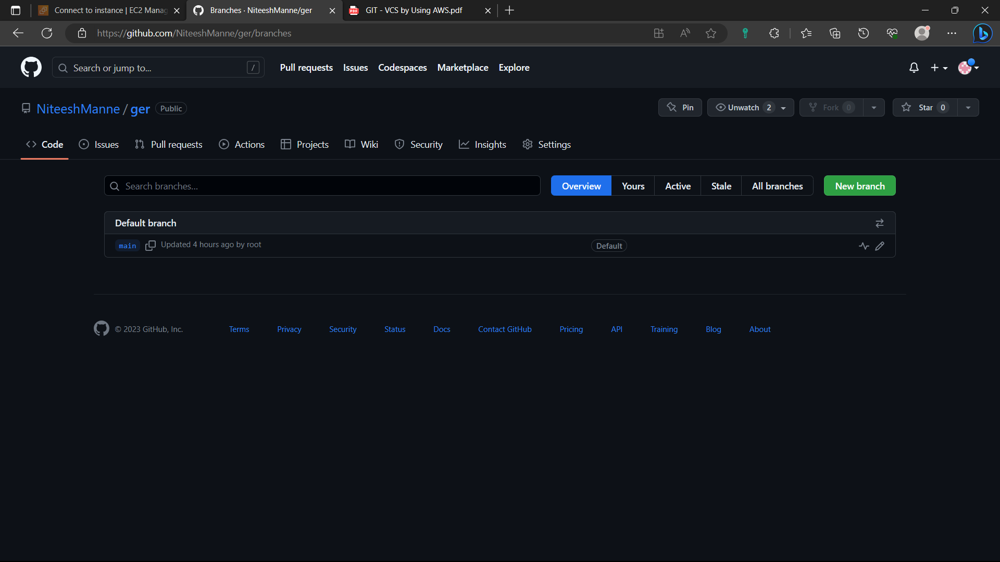 Connect to instance | EC2 Manag
Branches · NiteeshManne/ger
GIT - VCS by Using AWS.pdf
https://github.com/NiteeshManne/ger/branches
Search or jump to...
/
Pull requests
Issues
Codespaces
Marketplace
Explore
NiteeshManne / ger
Public
Pin
Unwatch 2
Fork 0
Star 0
Code
Issues
Pull requests
Actions
Projects
Wiki
Security
Insights
Settings
Search branches...
Overview
Yours
Active
Stale
All branches
New branch
Default branch
main
Updated 4 hours ago by root
Default
© 2023 GitHub, Inc.
Terms
Privacy
Security
Status
Docs
Contact GitHub
Pricing
API
Training
Blog
About